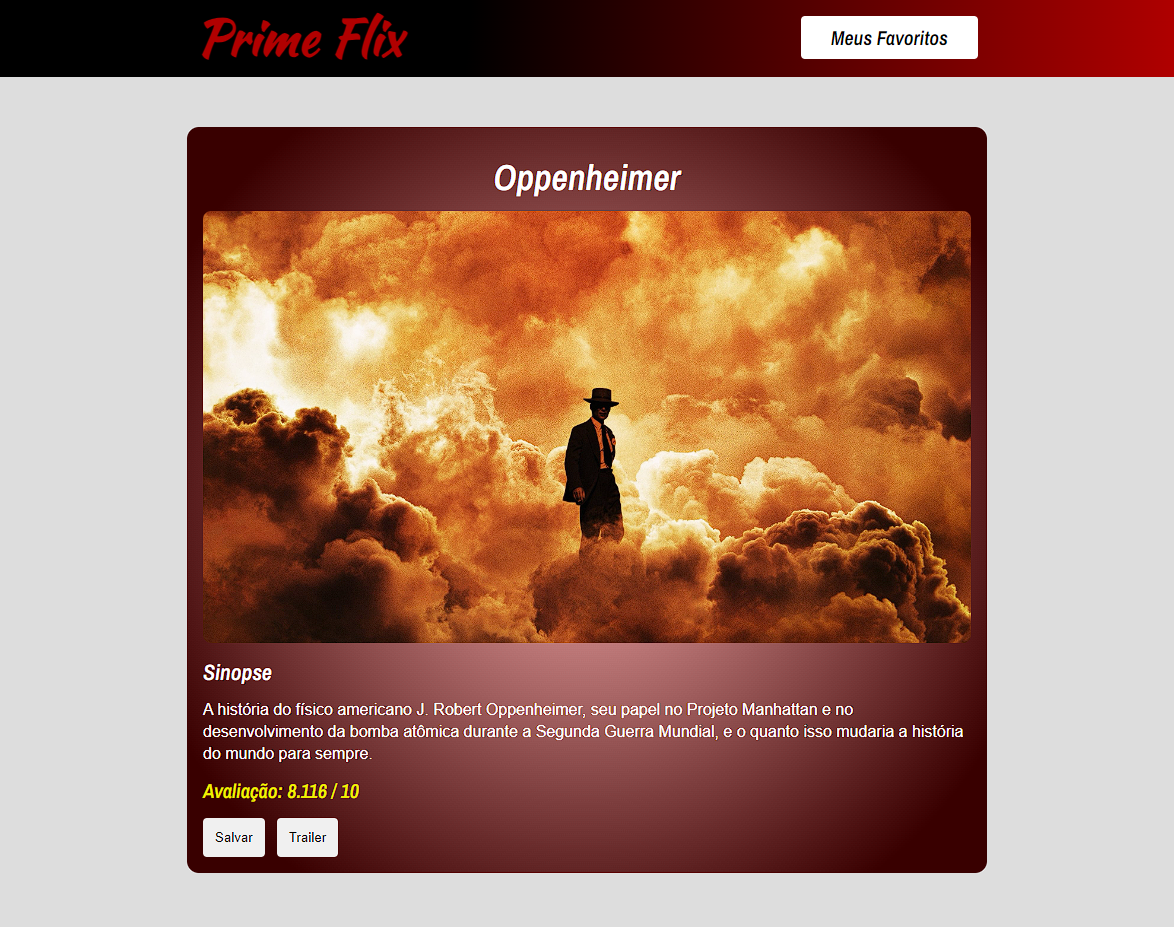 Prime Flix
Meus Favoritos
Oppenheimer
Sinopse
A história do físico americano J. Robert Oppenheimer, seu papel no Projeto Manhattan e no
desenvolvimento da bomba atômica durante a Segunda Guerra Mundial, e o quanto isso mudaria a história
do mundo para sempre.
Avaliação: 8.116 / 10
Salvar
Trailer